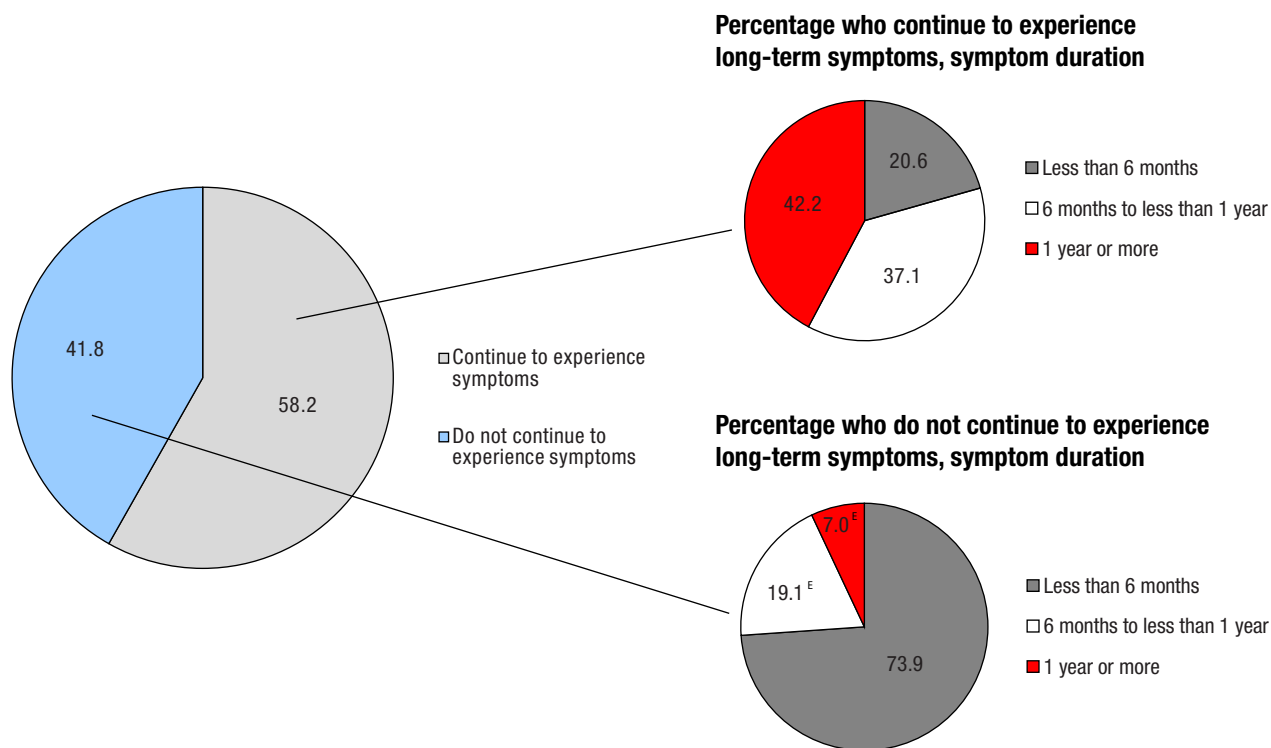 Percentage who continue to experience
long-term symptoms, symptom duration
20.6
42.2
37.1
Less than 6 months
6 months to less than 1 year
1 year or more
41.8
58.2
Continue to experience
symptoms
Do not continue to
experience symptoms
Percentage who do not continue to experience
long-term symptoms, symptom duration
7.0 E
19.1 E
73.9
Less than 6 months
6 months to less than 1 year
1 year or more